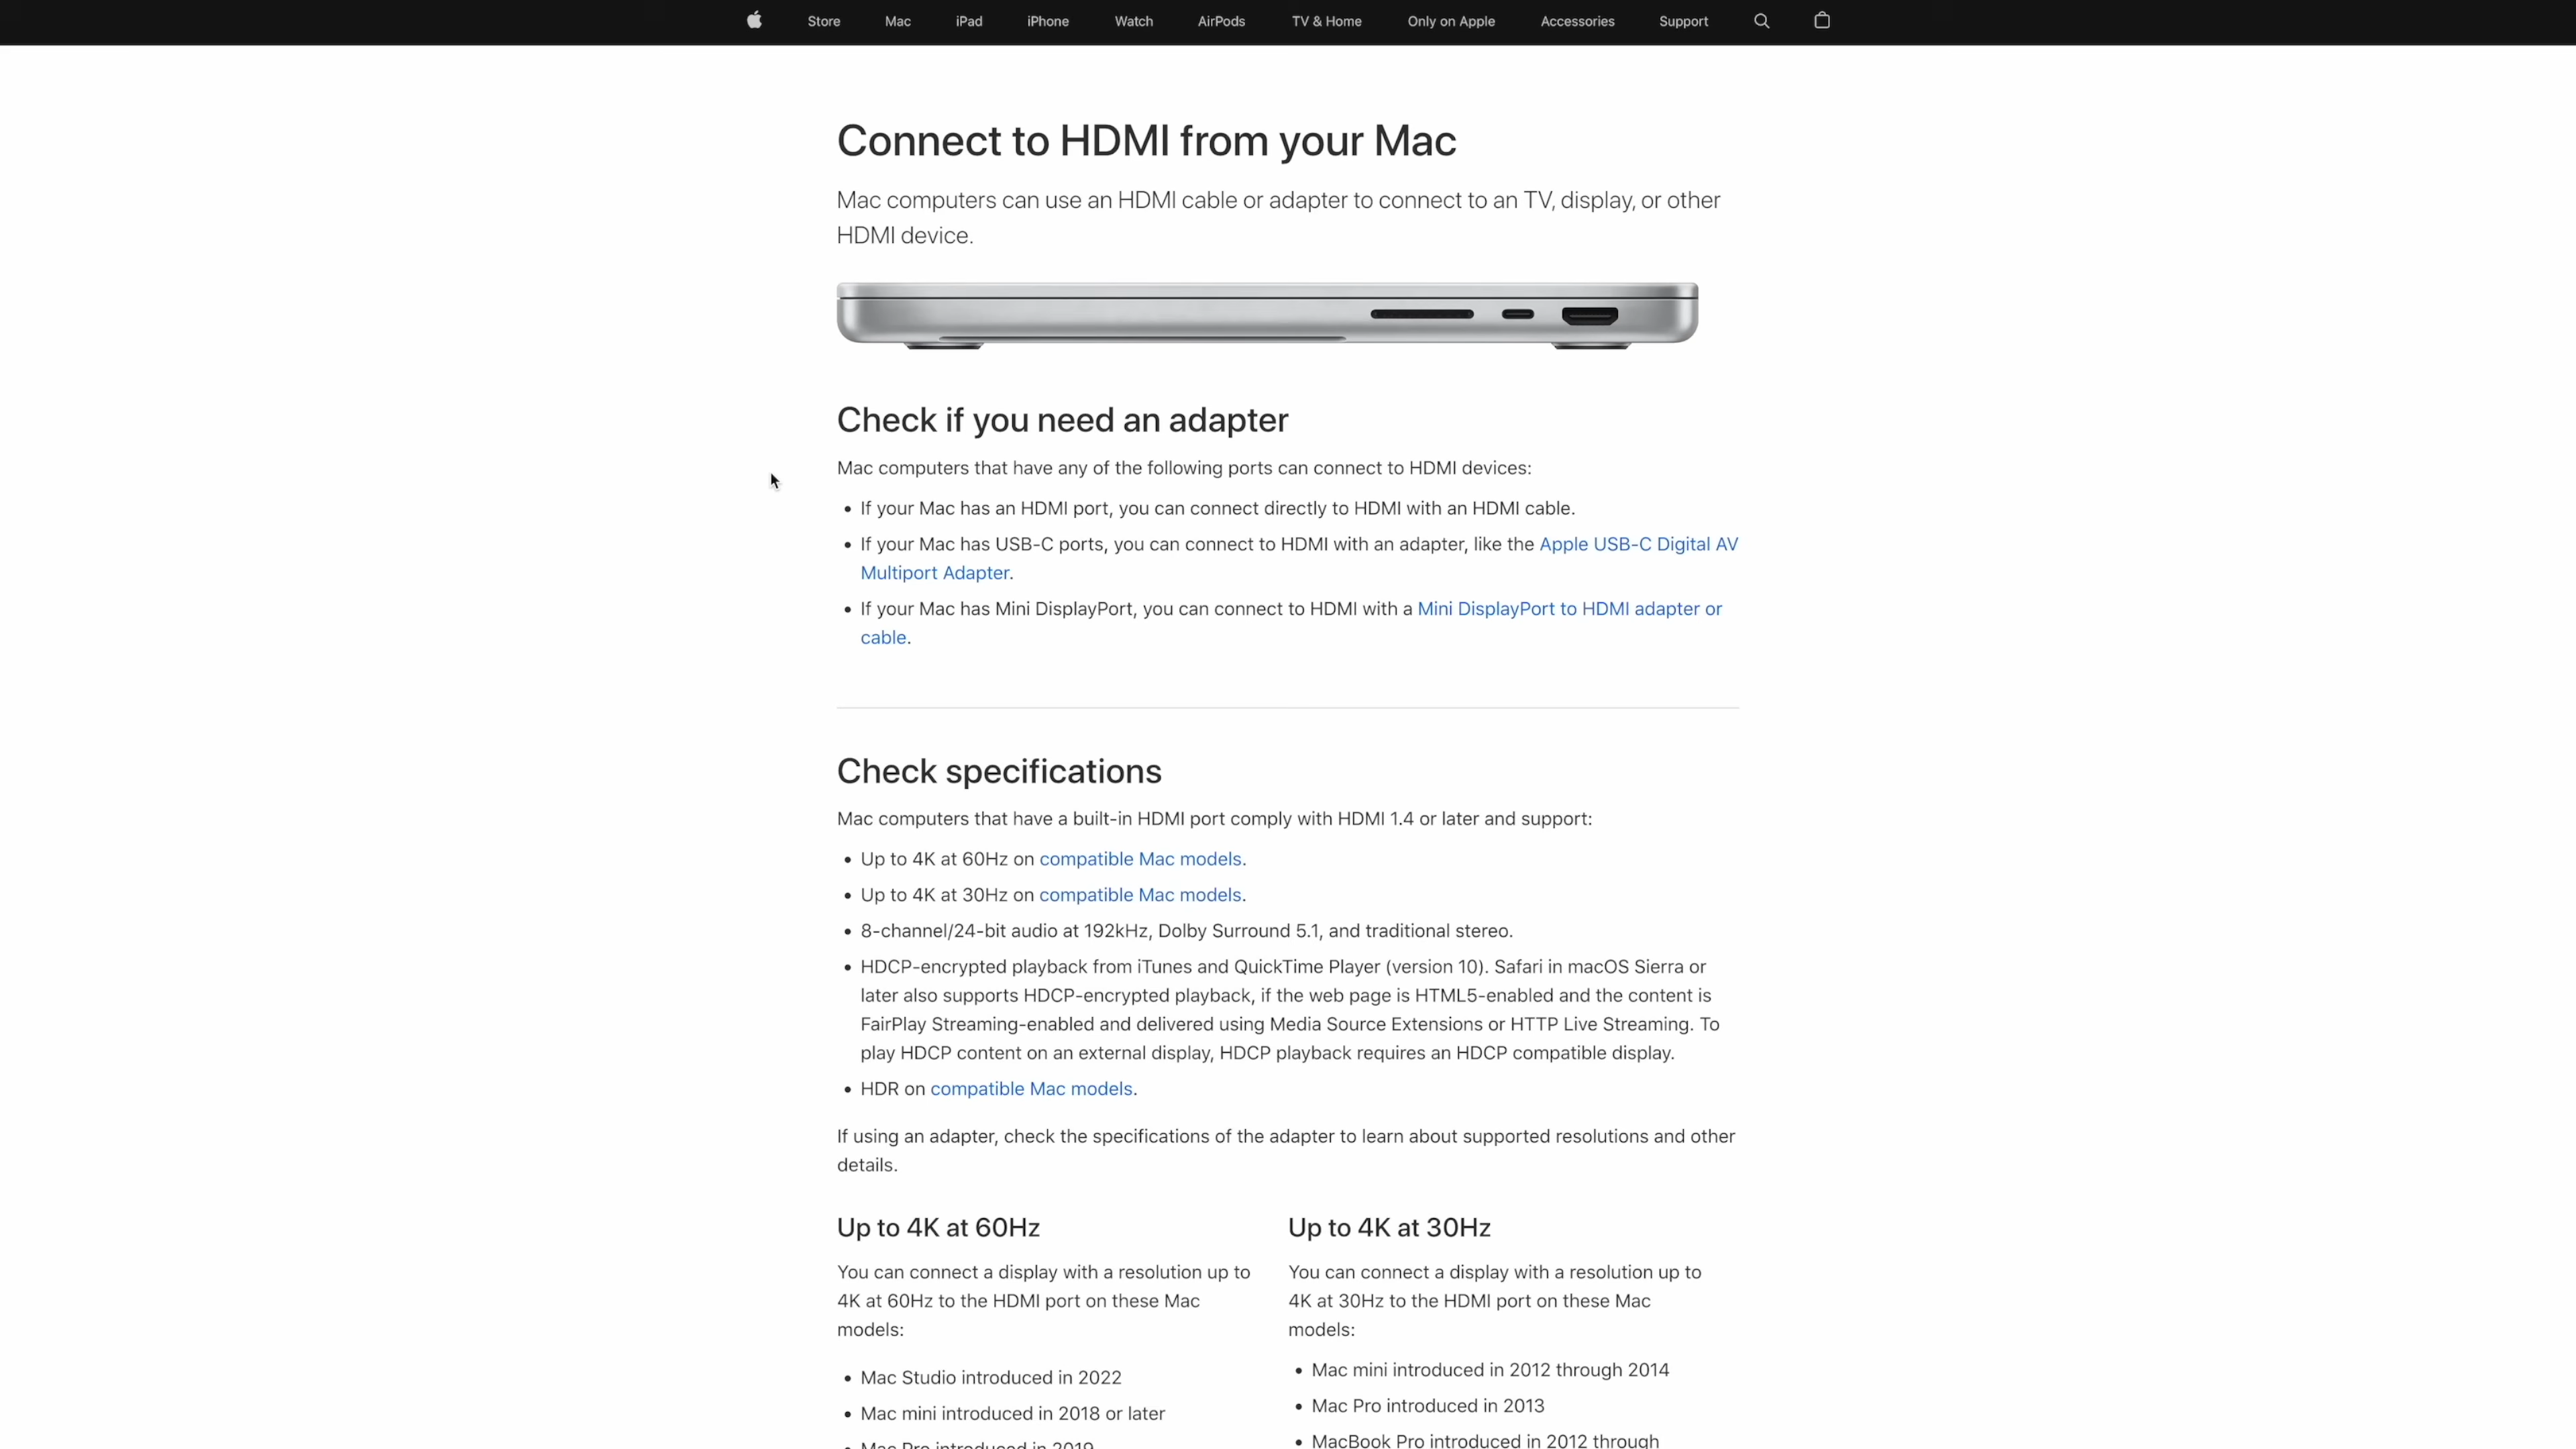 Store Mac iPad iPhone Watch AirPods TV & Home Only on Apple Accessories Support
Connect to HDMI from your Mac
Mac computers can use an HDMI cable or adapter to connect to an TV, display, or other
HDMI device.
Check if you need an adapter
Mac computers that have any of the following ports can connect to HDMI devices:
• If your Mac has an HDMI port, you can connect directly to HDMI with an HDMI cable.
• If your Mac has USB-C ports, you can connect to HDMI with an adapter, like the Apple USB-C Digital AV
Multiport Adapter.
• If your Mac has Mini DisplayPort, you can connect to HDMI with a Mini DisplayPort to HDMI adapter or
cable.
Check specifications
Mac computers that have a built-in HDMI port comply with HDMI 1.4 or later and support:
• Up to 4K at 60Hz on compatible Mac models.
• Up to 4K at 30Hz on compatible Mac models.
• 8-channel/24-bit audio at 192kHz, Dolby Surround 5.1, and traditional stereo.
• HDCP-encrypted playback from iTunes and QuickTime Player (version 10). Safari in macOS Sierra or
later also supports HDCP-encrypted playback, if the web page is HTML5-enabled and the content is
FairPlay Streaming-enabled and delivered using Media Source Extensions or HTTP Live Streaming. To
play HDCP content on an external display, HDCP playback requires an HDCP compatible display.
• HDR on compatible Mac models.
If using an adapter, check the specifications of the adapter to learn about supported resolutions and other
details.
Up to 4K at 60Hz
You can connect a display with a resolution up to
4K at 60Hz to the HDMI port on these Mac
models:
• Mac Studio introduced in 2022
• Mac mini introduced in 2018 or later
• Mac Pro introduced in 2019
Up to 4K at 30Hz
You can connect a display with a resolution up to
4K at 30Hz to the HDMI port on these Mac
models:
• Mac mini introduced in 2012 through 2014
• Mac Pro introduced in 2013
• MacBook Pro introduced in 2012 through